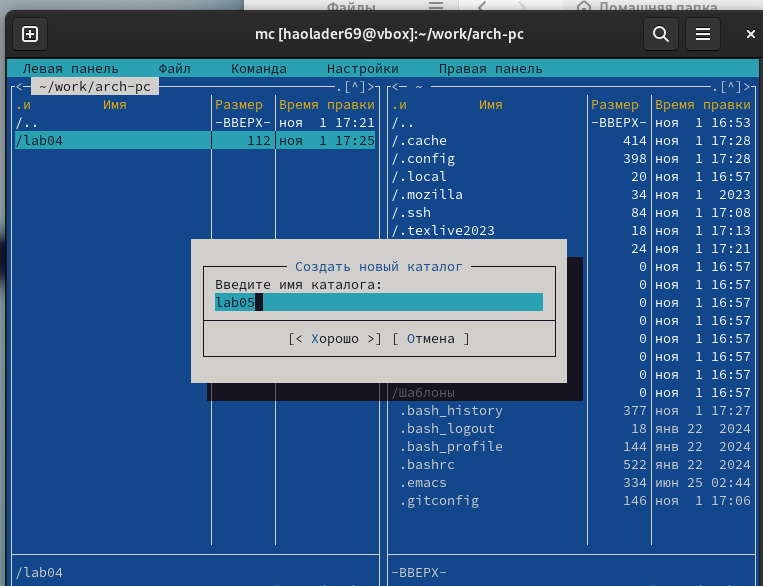 Файлы
Домашняя папка
mc [haolader69@vbox]:~/work/arch-pc
Левая панель Файл Команда Настройки Правая панель
<— ~/work/arch-pc .[^]>
.и Имя Размер Время правки
/.. -ВВЕРХ- ноя 1 17:21
/lab04 112 ноя 1 17:25
/lab04
<— ~ .[^]>
.и Имя Размер Время правки
/.. -ВВЕРХ- ноя 1 16:53
/.cache 414 ноя 1 17:28
/.config 398 ноя 1 17:28
/.local 20 ноя 1 16:57
/.mozilla 34 ноя 1 2023
/.ssh 84 ноя 1 17:08
/.texlive2023 18 ноя 1 17:13
24 ноя 1 17:21
0 ноя 1 16:57
0 ноя 1 16:57
0 ноя 1 16:57
0 ноя 1 16:57
0 ноя 1 16:57
0 ноя 1 16:57
0 ноя 1 16:57
/Шаблоны 0 ноя 1 16:57
.bash_history 377 ноя 1 17:27
.bash_logout 18 янв 22 2024
.bash_profile 144 янв 22 2024
.bashrc 522 янв 22 2024
.emacs 334 июн 25 02:44
.gitconfig 146 ноя 1 17:06
-ВВЕРХ-
Создать новый каталог
Введите имя каталога:
lab05
[< Хорошо >] [ Отмена ]